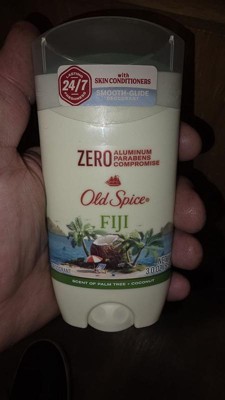 24/7
with
SKIN CONDITIONERS
SMOOTH-GLIDE
ZERO ALUMINUM
PARABENS
COMPROMISE
Old Spice
FIJI
SCENT OF PALM TREE + COCONUT